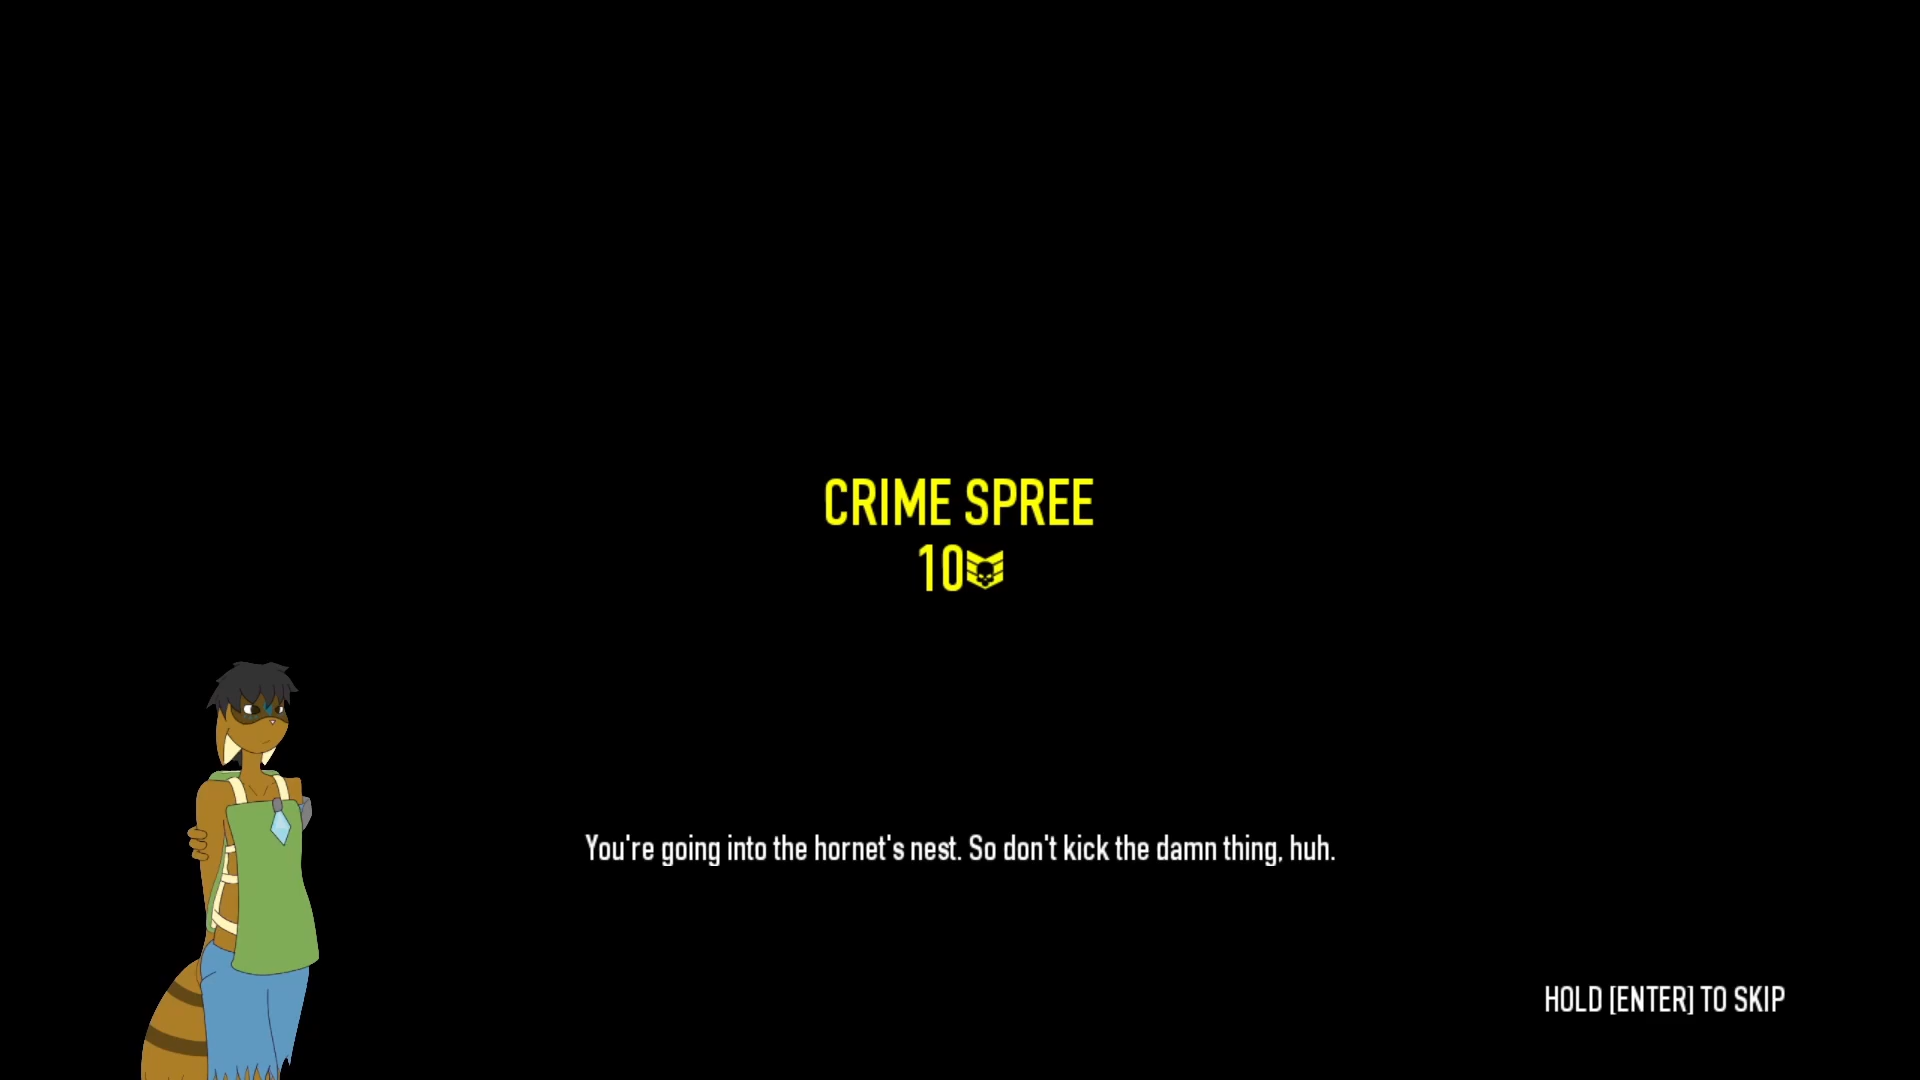 CRIME SPREE
10
You're going into the hornet's nest. So don't kick the damn thing, huh.
HOLD [ENTER] TO SKIP